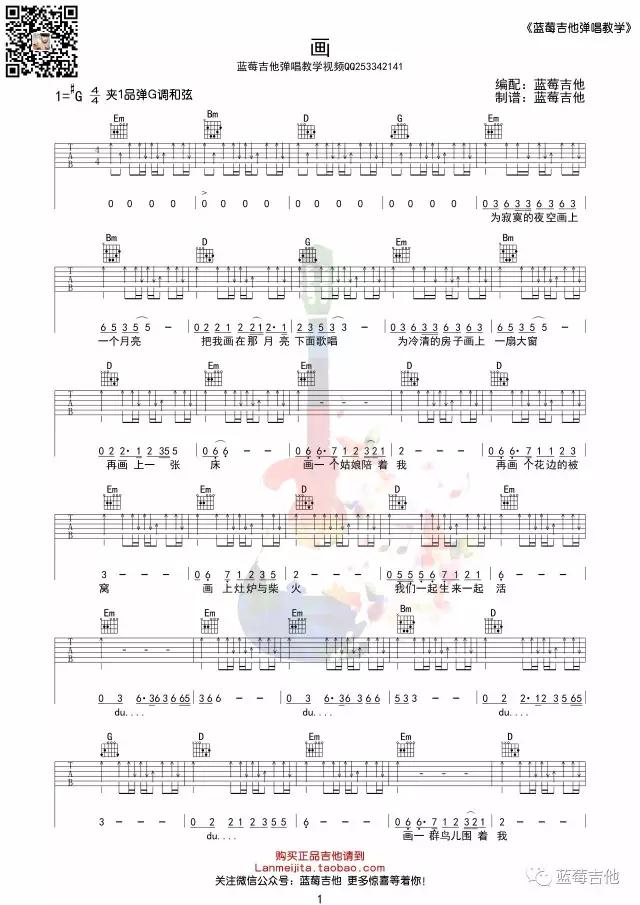 《蓝莓吉他弹唱教学》
画
蓝莓吉他弹唱教学视频QQ253342141
1=#G 4/4 夹1品弹G调和弦
编配：蓝莓吉他
制谱：蓝莓吉他
Em Bm D G Em
T A B 4 4
0 0 0 0 0 0 0 0 0 0 0 0 0 0 0 0 0 3 6 3 3 6 3 6 3
为寂寞的夜空画上
Bm D G Em Bm
T A B
6 5 3 5 5 - 0 2 2 1 2 2 1 2· 1 2 3 5 3 3 - 0 3 6 3 3 6 3 6 3 6 5 3 5 5 -
一个月亮 把我画在那 月 亮 下面歌唱 为冷清的房子画上 一扇大窗
D Em Em D D
T A B
0 2 2· 1 2 3 5 5 0 6 6 - - 0 6 6· 7 1 3 2 1 2 - - - 0 2 2· 1 2 3 5 5
再画 上一 张 床 画一 个姑娘陪 着 我 再画 个花边的被
Em Em D Em Em
T A B
3 - - - 0 6 7 1 2 3 5 2 - - - 0 5 5 5 6 7 1 2 1 6 - - -
窝 画 上灶炉与柴 火 我们一起生来一起 活
Em Em Em Bm D
T A B
0 3 6· 3 6 3 6 6 5 3 6 6 - - 0 3 6· 3 6 3 6 6 5 5 3 3 - - 0 2 2· 1 2 3 5 6 5
du.... du.... du....
G D Em Em D
T A B
3 - - - 0 2 2 1 2 3 5 1 6 - - - 0 6 6· 7 1 2 3 2 1 2 - - -
du.... 画一 群鸟儿围 着 我
购买正品吉他请到
Lanmeijita.taobao.com
关注微信公众号：蓝莓吉他 更多惊喜等着你！
蓝莓吉他
1